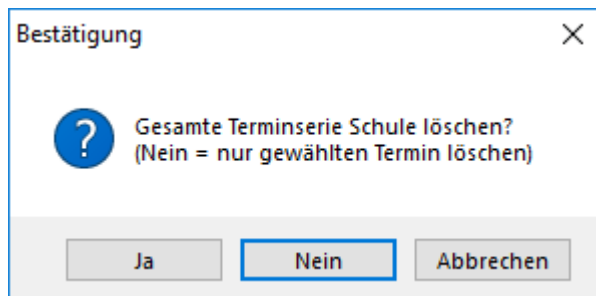 Bestätigung
Gesamte Terminserie Schule löschen?
(Nein = nur gewählten Termin löschen)
Ja
Nein
Abbrechen